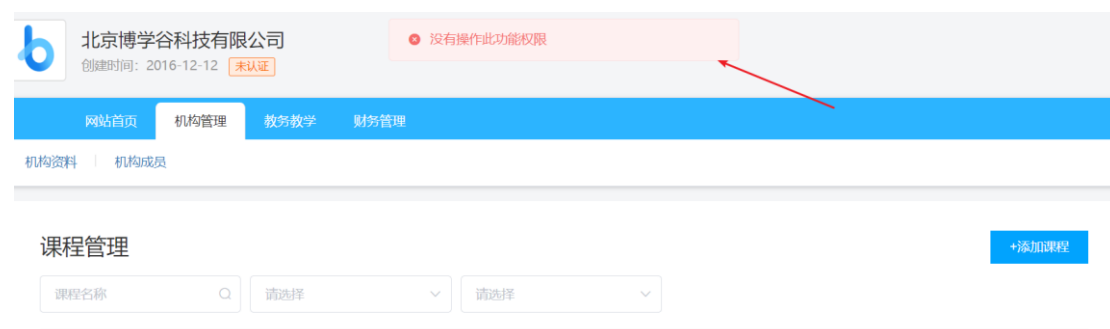 北京博学谷科技有限公司
没有操作此功能权限
创建时间：2016-12-12 未认证
网站首页 机构管理 教务教学 财务管理
机构资料 机构成员
课程管理
+添加课程
课程名称 请选择 请选择